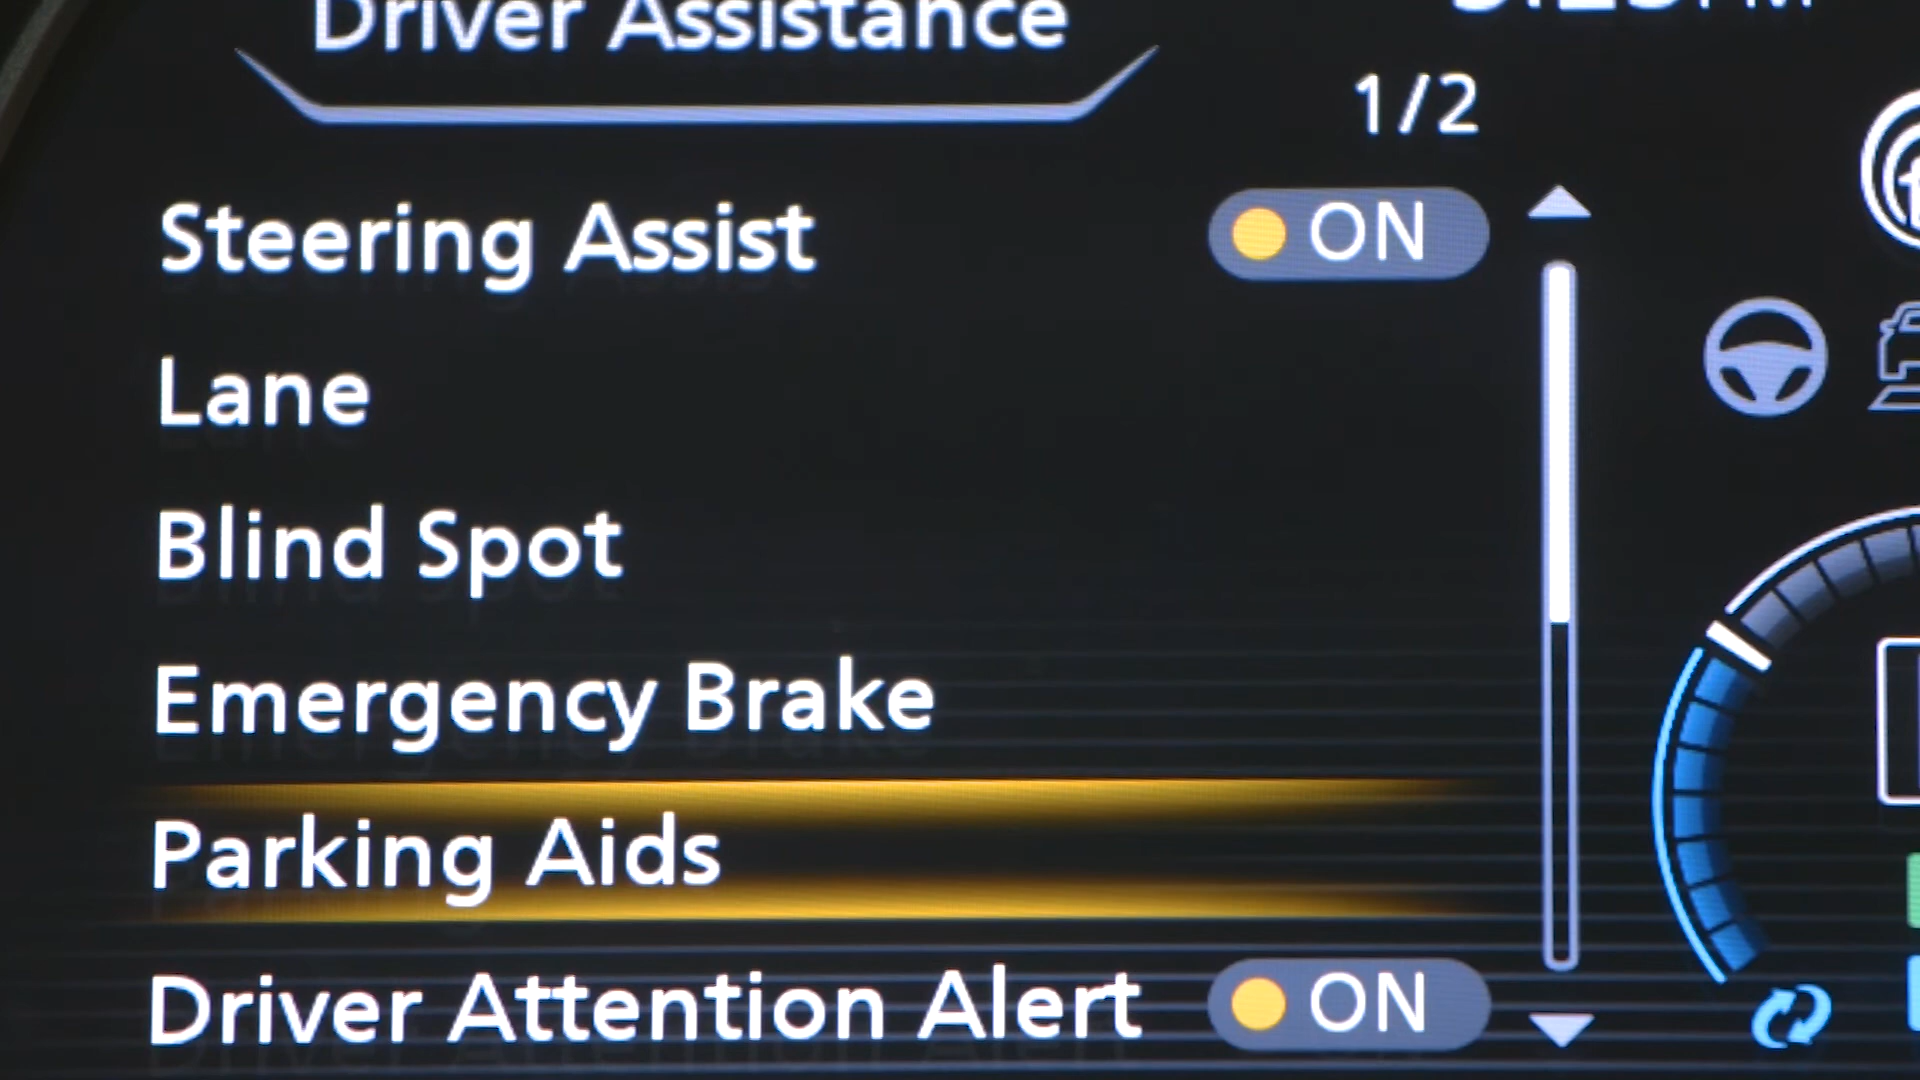 Driver Assistance
1/2
Steering Assist ON
Lane
Blind Spot
Emergency Brake
Parking Aids
Driver Attention Alert ON